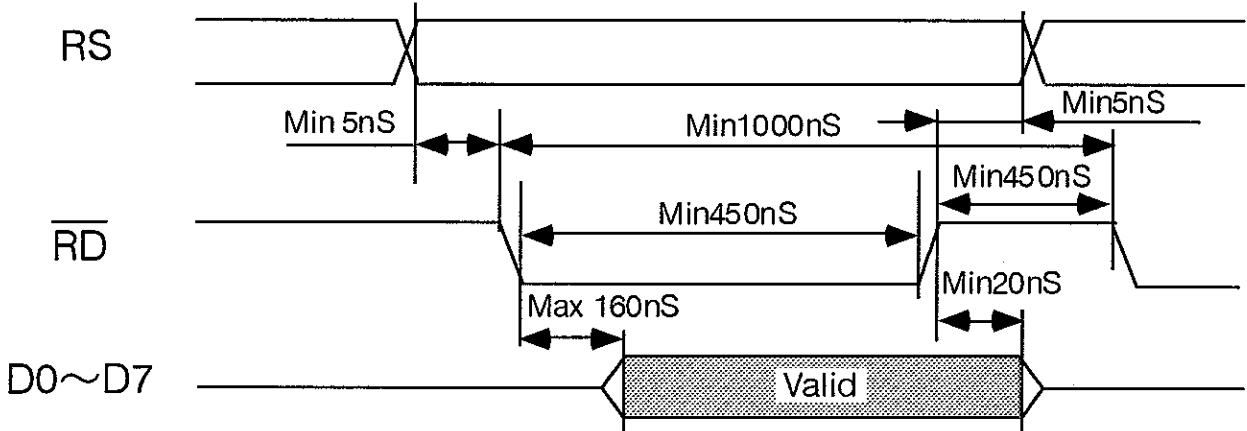 RS
Min 5nS
Min1000nS
Min5nS
Min450nS
Min450nS
RD
Max 160nS
Min20nS
D0～D7
Valid